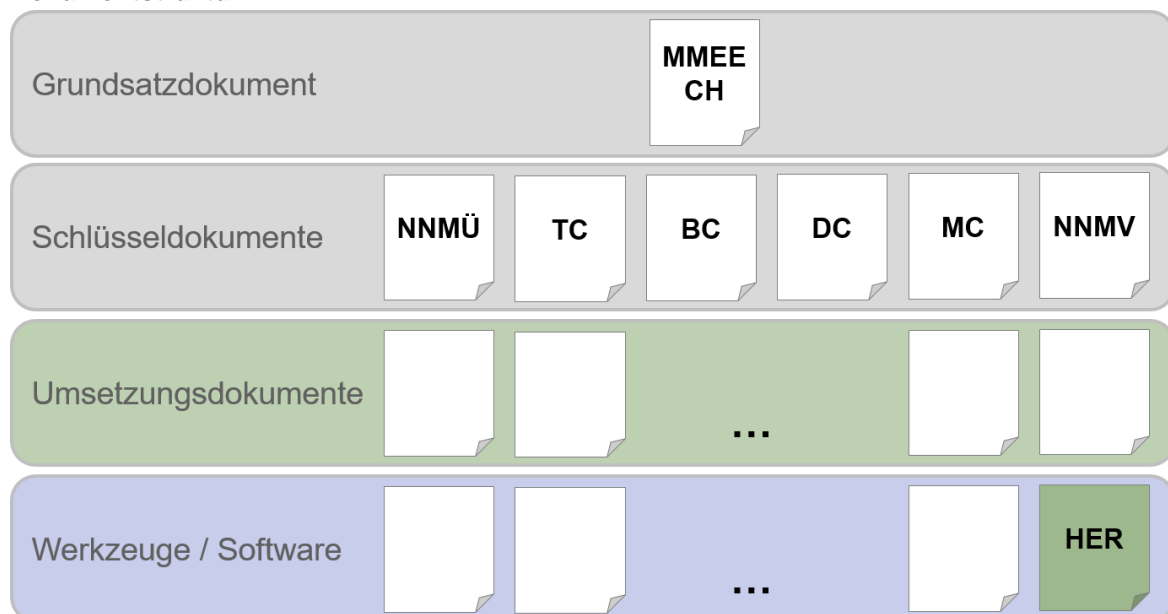 Grundsatzdokument
MMEE
CH
Schlüsseldokumente
NNMÜ
TC
BC
DC
MC
NNMV
Umsetzungsdokumente
...
Werkzeuge / Software
...
HER